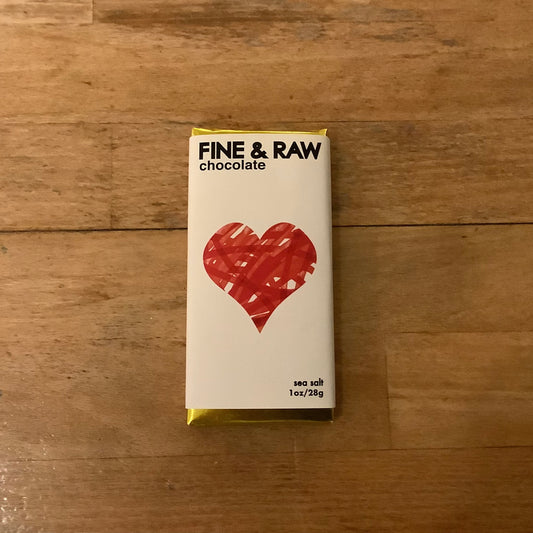 FINE & RAW
chocolate
sea salt
1oz/28g